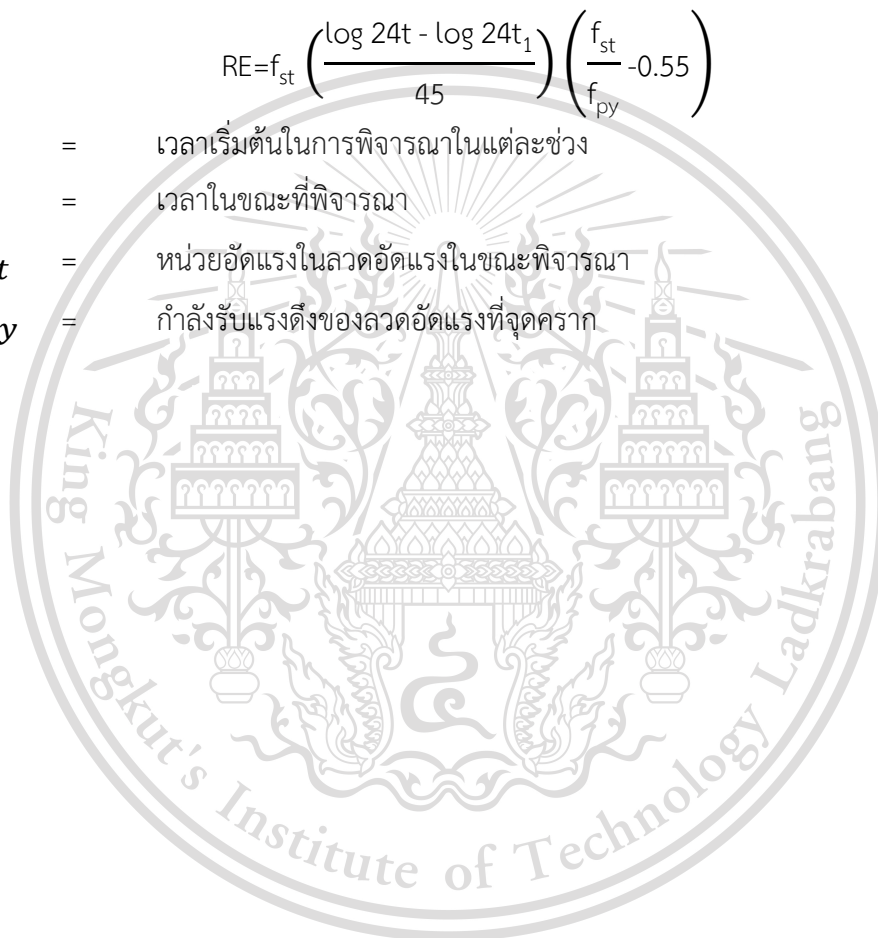 RE=f_st ( (log 24t - log 24t_1) / 45 ) ( f_st / f_py -0.55 )
= เวลาเริ่มต้นในการพิจารณาในแต่ละช่วง
= เวลาในขณะที่พิจารณา
t = หน่วยอัดแรงในลวดอัดแรงในขณะพิจารณา
y = กำลังรับแรงดึงของลวดอัดแรงที่จุดคราก
King Mongkut's Institute of Technology Ladkrabang